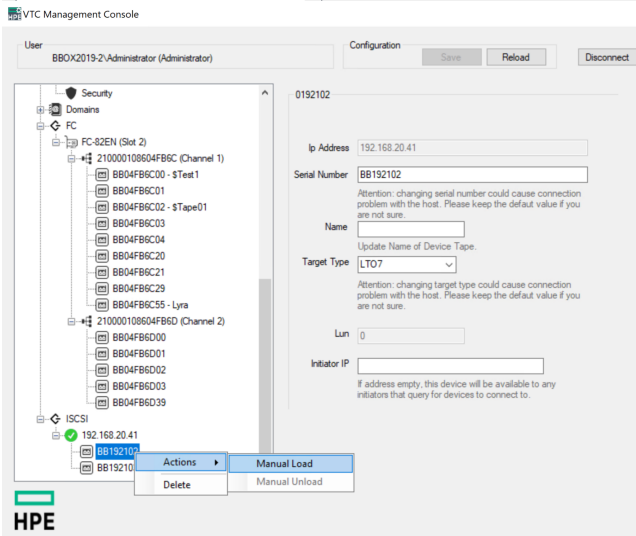 VTC Management Console
User
BBOX2019-2\Administrator (Administrator)
Configuration
Save
Reload
Disconnect
Security
Domains
FC
FC-82EN (Slot 2)
210000108604FB6C (Channel 1)
BB04FB6C00 - $Test1
BB04FB6C01
BB04FB6C02 - $Tape01
BB04FB6C03
BB04FB6C04
BB04FB6C20
BB04FB6C21
BB04FB6C29
BB04FB6C55 - Lyra
210000108604FB6D (Channel 2)
BB04FB6D00
BB04FB6D01
BB04FB6D02
BB04FB6D03
BB04FB6D39
ISCSI
192.168.20.41
BB192102
BB19210
Actions
Delete
Manual Load
Manual Unload
0192102
Ip Address
192.168.20.41
Serial Number
BB192102
Attention: changing serial number could cause connection
problem with the host. Please keep the defaut value if you
are not sure.
Name
Update Name of Device Tape.
Target Type
LTO7
Attention: changing target type could cause connection
problem with the host. Please keep the defaut value if you
are not sure.
Lun
0
Initiator IP
If address empty, this device will be available to any
initiators that query for devices to connect to.
HPE